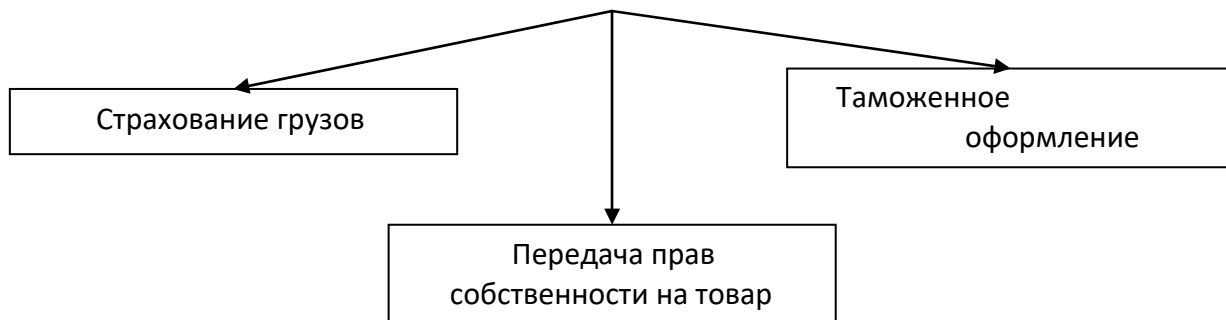 Страхование грузов
Таможенное
оформление
Передача прав
собственности на товар